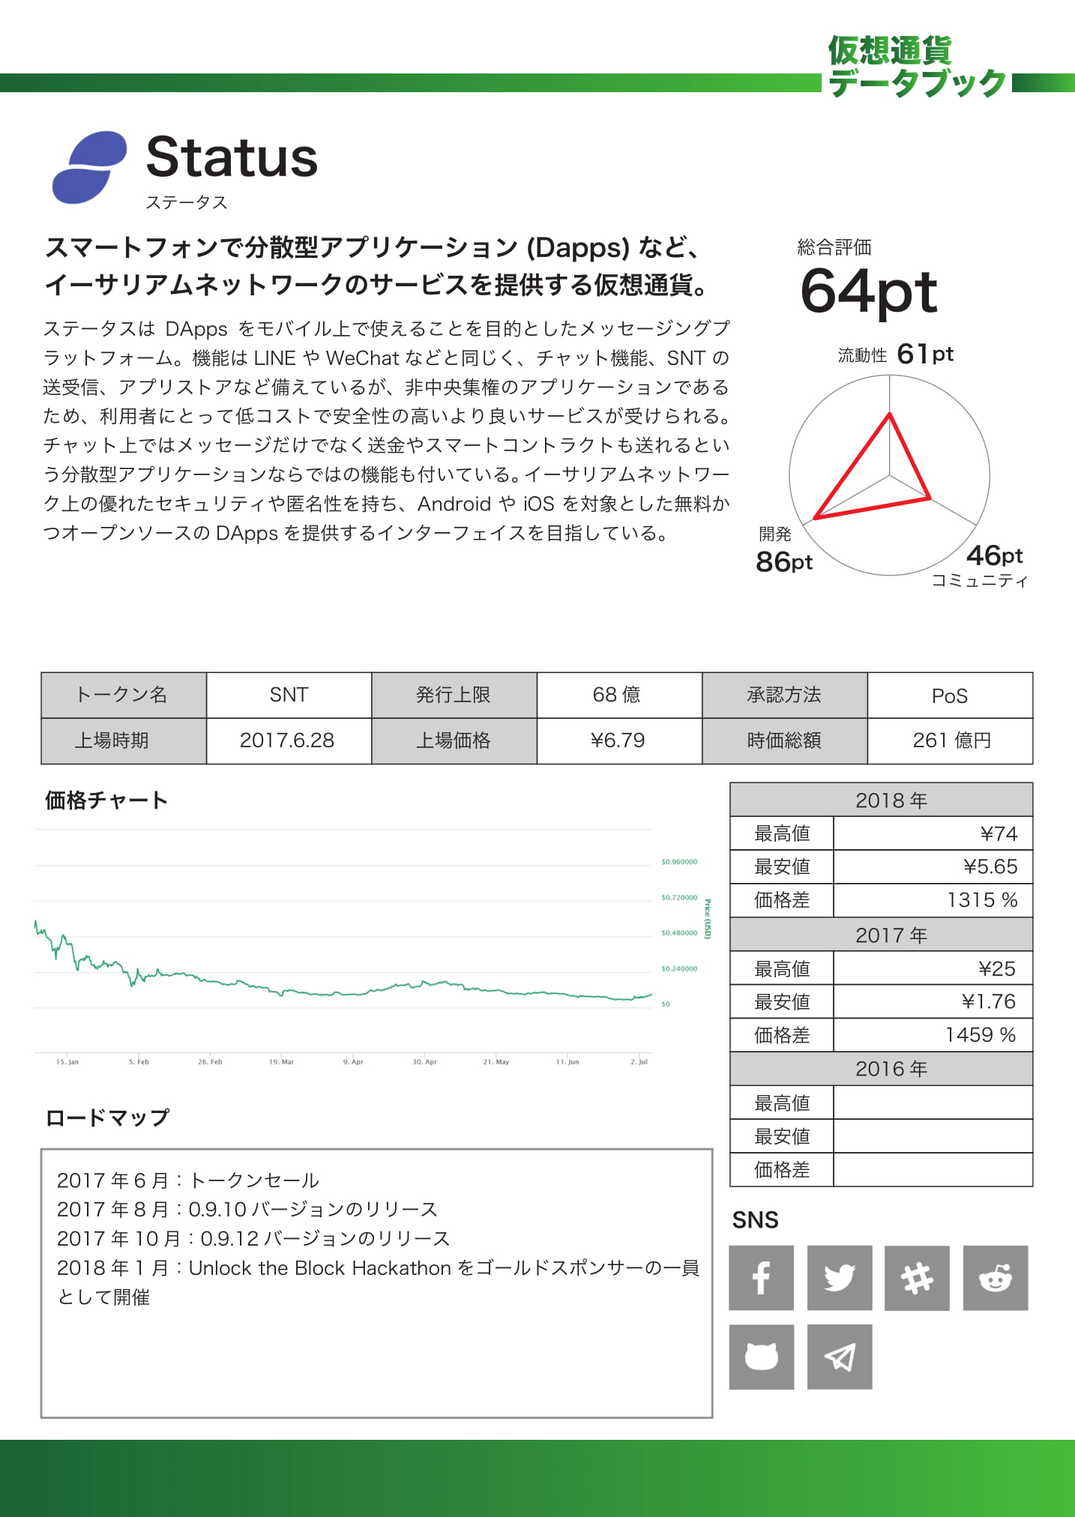 仮想通貨
データブック
Status
ステータス
スマートフォンで分散型アプリケーション (Dapps) など、
イーサリアムネットワークのサービスを提供する仮想通貨。
ステータスは DApps をモバイル上で使えることを目的としたメッセージングプ
ラットフォーム。機能は LINE や WeChat などと同じく、チャット機能、SNT の
送受信、アプリストアなど備えているが、非中央集権のアプリケーションである
ため、利用者にとって低コストで安全性の高いより良いサービスが受けられる。
チャット上ではメッセージだけでなく送金やスマートコントラクトも送れるとい
う分散型アプリケーションならではの機能も付いている。イーサリアムネットワー
ク上の優れたセキュリティや匿名性を持ち、Android や iOS を対象とした無料か
つオープンソースの DApps を提供するインターフェイスを目指している。
総合評価
64pt
流動性 61pt
開発
86pt
46pt
コミュニティ
トークン名 SNT 発行上限 68 億 承認方法 PoS
上場時期 2017.6.28 上場価格 ¥6.79 時価総額 261 億円
価格チャート
$0.960000
$0.720000
$0.480000
$0.240000
$0
Price (USD)
15. Jan 5. Feb 26. Feb 19. Mar 9. Apr 30. Apr 21. May 11. Jun 2. Jul
2018 年
最高値 ¥74
最安値 ¥5.65
価格差 1315 %
2017 年
最高値 ¥25
最安値 ¥1.76
価格差 1459 %
2016 年
最高値
最安値
価格差
ロードマップ
2017 年 6 月：トークンセール
2017 年 8 月：0.9.10 バージョンのリリース
2017 年 10 月：0.9.12 バージョンのリリース
2018 年 1 月：Unlock the Block Hackathon をゴールドスポンサーの一員
として開催
SNS